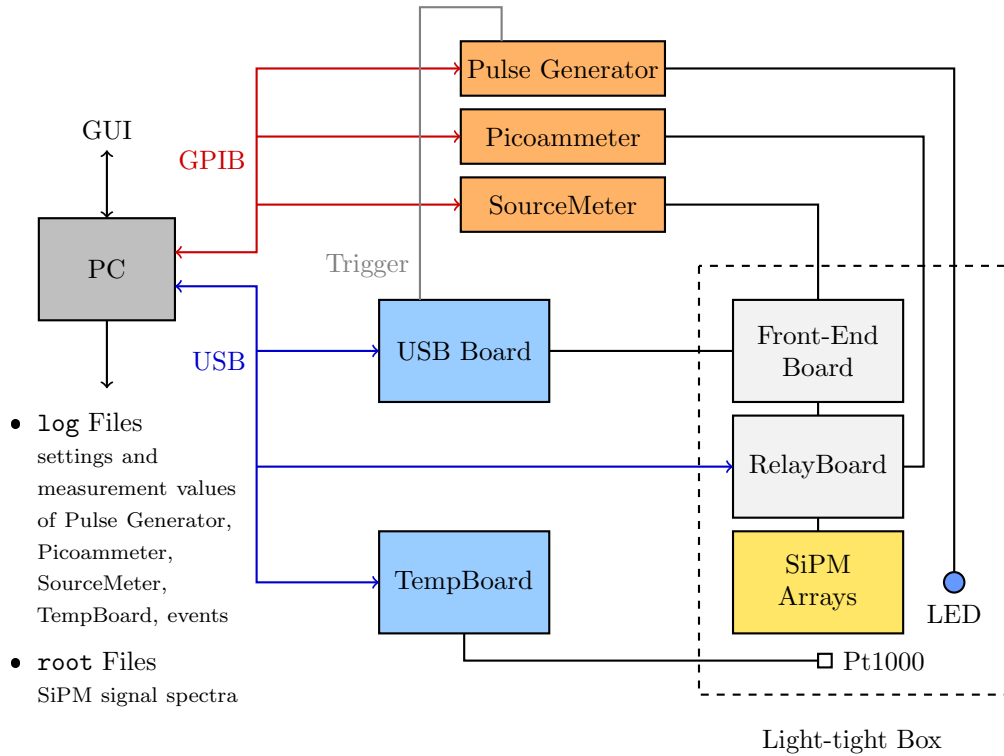 Pulse Generator
Picoammeter
SourceMeter
GUI
GPIB
PC
Trigger
USB
USB Board
Front-End
Board
RelayBoard
TempBoard
SiPM
Arrays
LED
Pt1000
Light-tight Box
• log Files
settings and
measurement values
of Pulse Generator,
Picoammeter,
SourceMeter,
TempBoard, events
• root Files
SiPM signal spectra